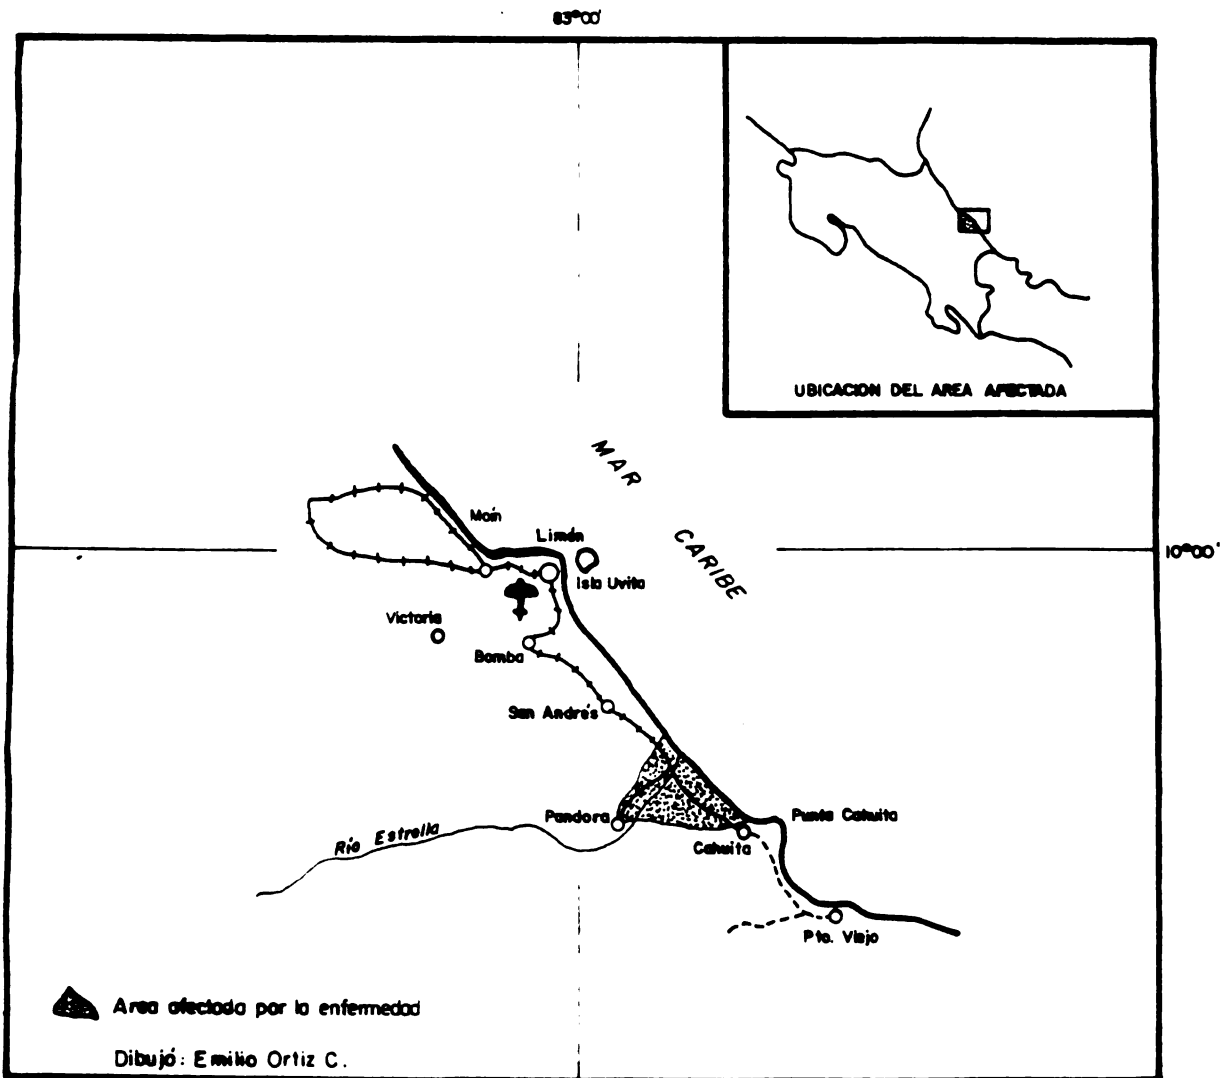 83°00'
UBICACION DEL AREA AFECTADA
MAR
CARIBE
Moín
Limón
Isla Uvita
10°00'
Victoria
Bomba
San Andrés
Pandora
Punta Cahuita
Río Estrella
Cahuita
Pto. Viejo
Area afectada por la enfermedad
Dibujó: Emilio Ortiz C.